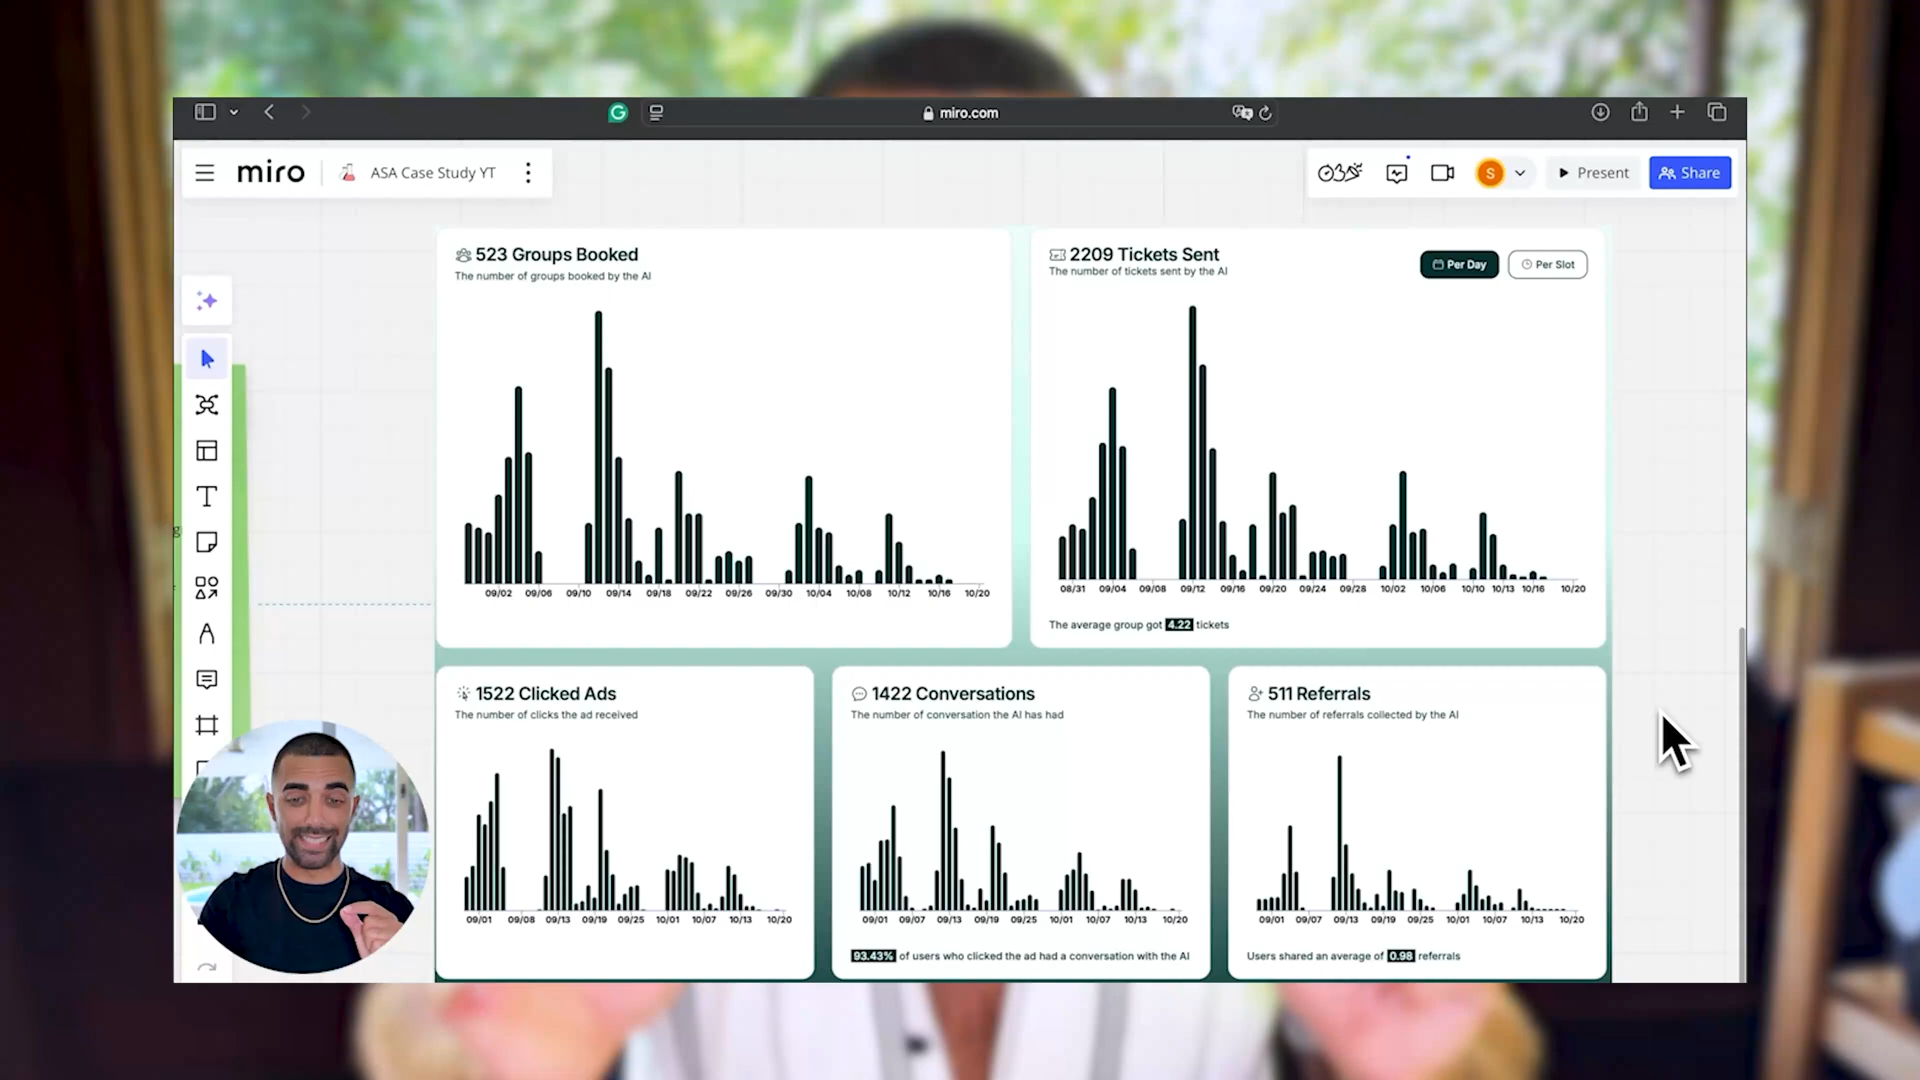 miro.com
miro
ASA Case Study YT
S
Present
Share
523 Groups Booked
The number of groups booked by the AI
09/02 09/06 09/10 09/14 09/18 09/22 09/26 09/30 10/04 10/08 10/12 10/16 10/20
2209 Tickets Sent
The number of tickets sent by the AI
Per Day
Per Slot
08/31 09/04 09/08 09/12 09/16 09/20 09/24 09/28 10/02 10/06 10/10 10/13 10/16 10/20
The average group got 4.22 tickets
1522 Clicked Ads
The number of clicks the ad received
09/01 09/08 09/13 09/19 09/25 10/01 10/07 10/13 10/20
1422 Conversations
The number of conversation the AI has had
09/01 09/07 09/13 09/19 09/25 10/01 10/07 10/13 10/20
93.43% of users who clicked the ad had a conversation with the AI
511 Referrals
The number of referrals collected by the AI
09/01 09/07 09/13 09/19 09/25 10/01 10/07 10/13 10/20
Users shared an average of 0.98 referrals